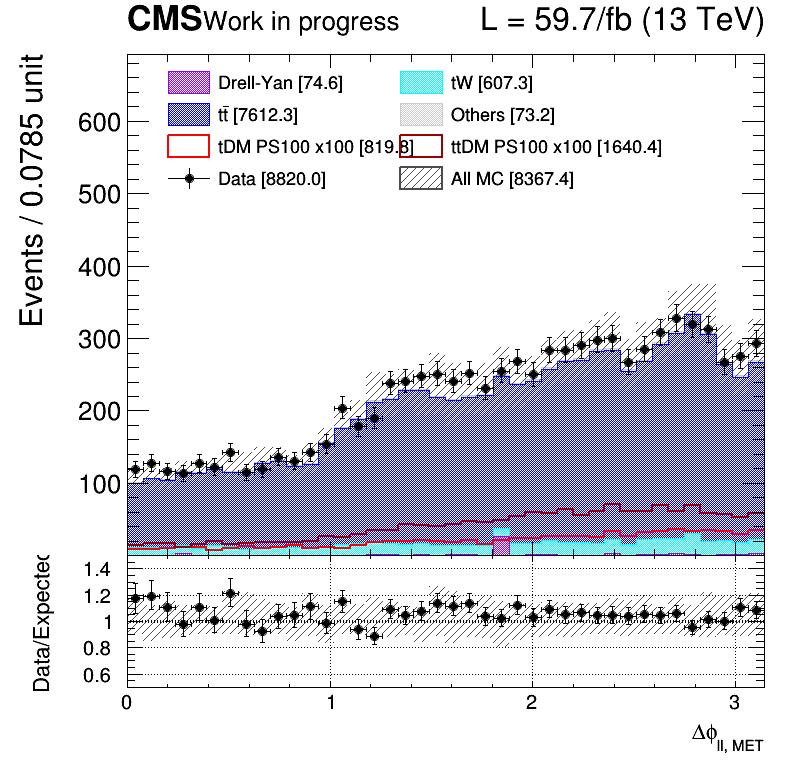 CMS Work in progress L = 59.7/fb (13 TeV)
Events / 0.0785 unit
Drell-Yan [74.6] tW [607.3]
tt̄ [7612.3] Others [73.2]
tDM PS100 x100 [819.8] ttDM PS100 x100 [1640.4]
Data [8820.0] All MC [8367.4]
600
500
400
300
200
100
Data/Expected
1.4
1.2
1
0.8
0.6
0 1 2 3
Δϕll, MET